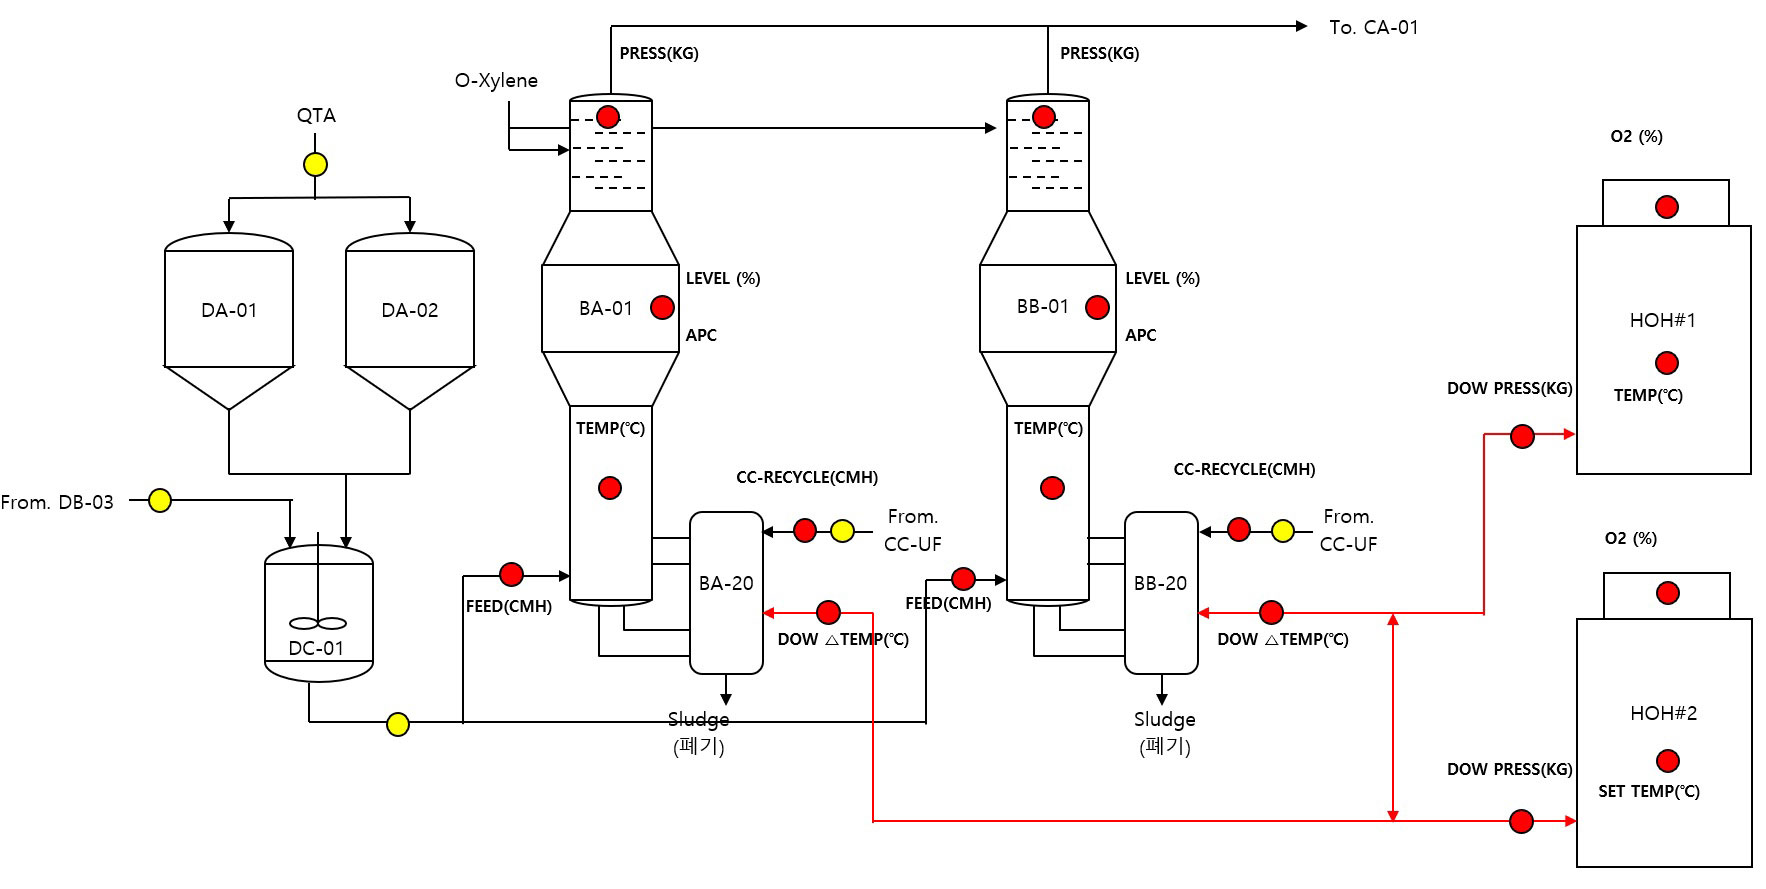 To. CA-01
PRESS(KG)
PRESS(KG)
O-Xylene
QTA
O2 (%)
LEVEL (%)
LEVEL (%)
DA-01
DA-02
BA-01
BB-01
HOH#1
APC
APC
DOW PRESS(KG)
TEMP(℃)
TEMP(℃)
TEMP(℃)
CC-RECYCLE(CMH)
CC-RECYCLE(CMH)
From. DB-03
From.
CC-UF
From.
CC-UF
O2 (%)
BA-20
BB-20
FEED(CMH)
FEED(CMH)
DOW △TEMP(℃)
DOW △TEMP(℃)
DC-01
Sludge
(폐기)
Sludge
(폐기)
HOH#2
DOW PRESS(KG)
SET TEMP(℃)